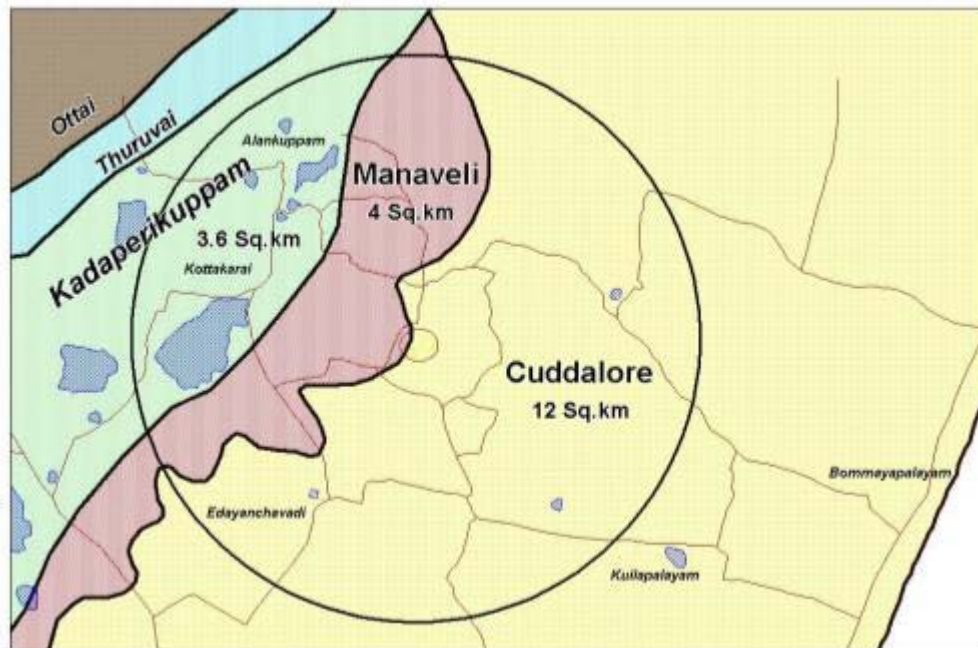 Ottai
Thuruvai
Alankuppam
Kadaperikuppam
Manaveli
4 Sq.km
3.6 Sq.km
Kottakarai
Cuddalore
12 Sq.km
Bommayapalayam
Edayanchavadi
Kuilapalayam